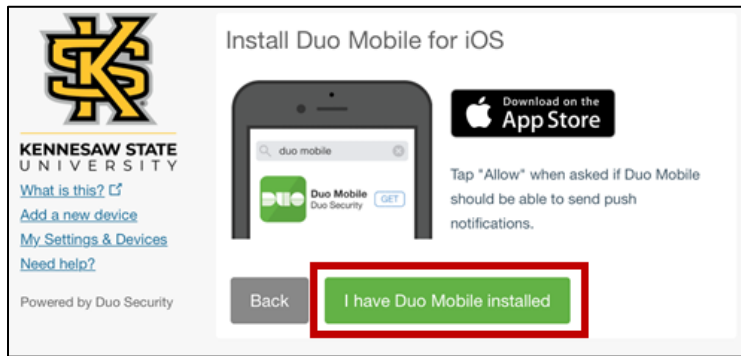 KS
KENNESAW STATE
UNIVERSITY
What is this?
Add a new device
My Settings & Devices
Need help?
Powered by Duo Security
Install Duo Mobile for iOS
duo mobile
DUO
Duo Mobile
Duo Security
GET
Download on the
App Store
Tap "Allow" when asked if Duo Mobile
should be able to send push
notifications.
Back
I have Duo Mobile installed